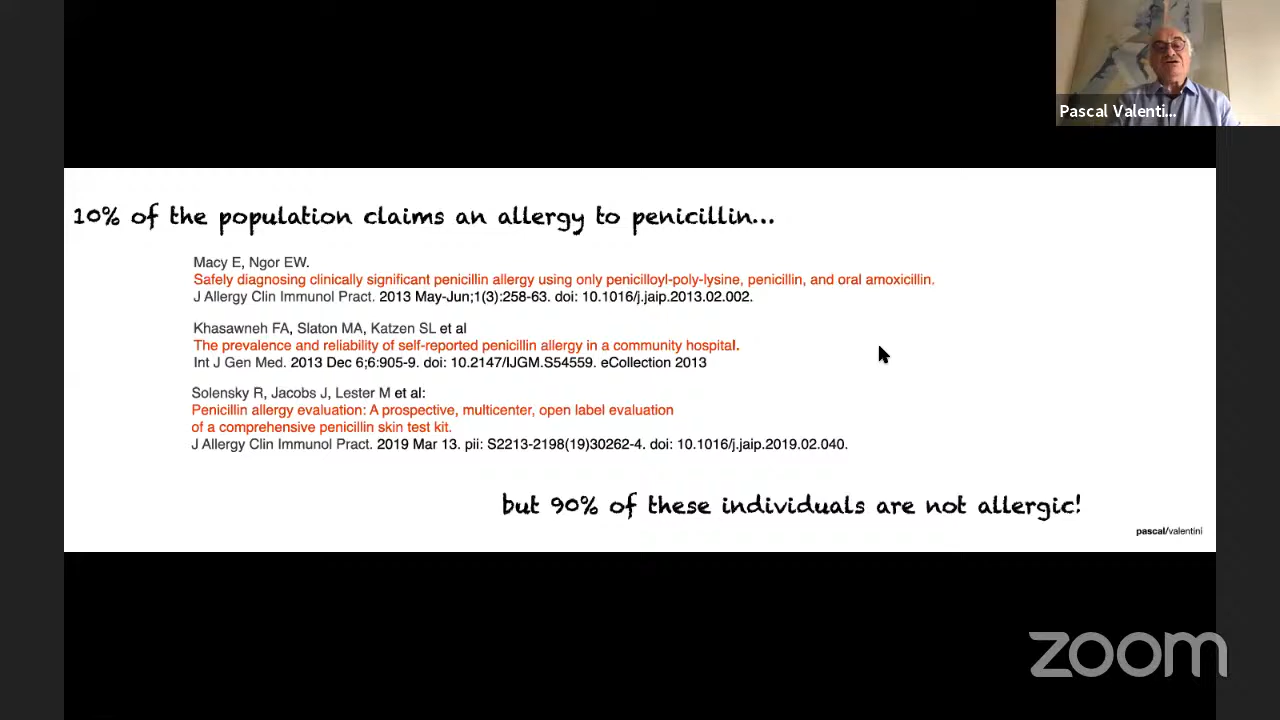 Pascal Valenti...
10% of the population claims an allergy to penicillin...
Macy E, Ngor EW.
Safely diagnosing clinically significant penicillin allergy using only penicilloyl-poly-lysine, penicillin, and oral amoxicillin.
J Allergy Clin Immunol Pract. 2013 May-Jun;1(3):258-63. doi: 10.1016/j.jaip.2013.02.002.
Khasawneh FA, Slaton MA, Katzen SL et al
The prevalence and reliability of self-reported penicillin allergy in a community hospital.
Int J Gen Med. 2013 Dec 6;6:905-9. doi: 10.2147/IJGM.S54559. eCollection 2013
Solensky R, Jacobs J, Lester M et al:
Penicillin allergy evaluation: A prospective, multicenter, open label evaluation
of a comprehensive penicillin skin test kit.
J Allergy Clin Immunol Pract. 2019 Mar 13. pii: S2213-2198(19)30262-4. doi: 10.1016/j.jaip.2019.02.040.
but 90% of these individuals are not allergic!
pascal/valentini
zoom